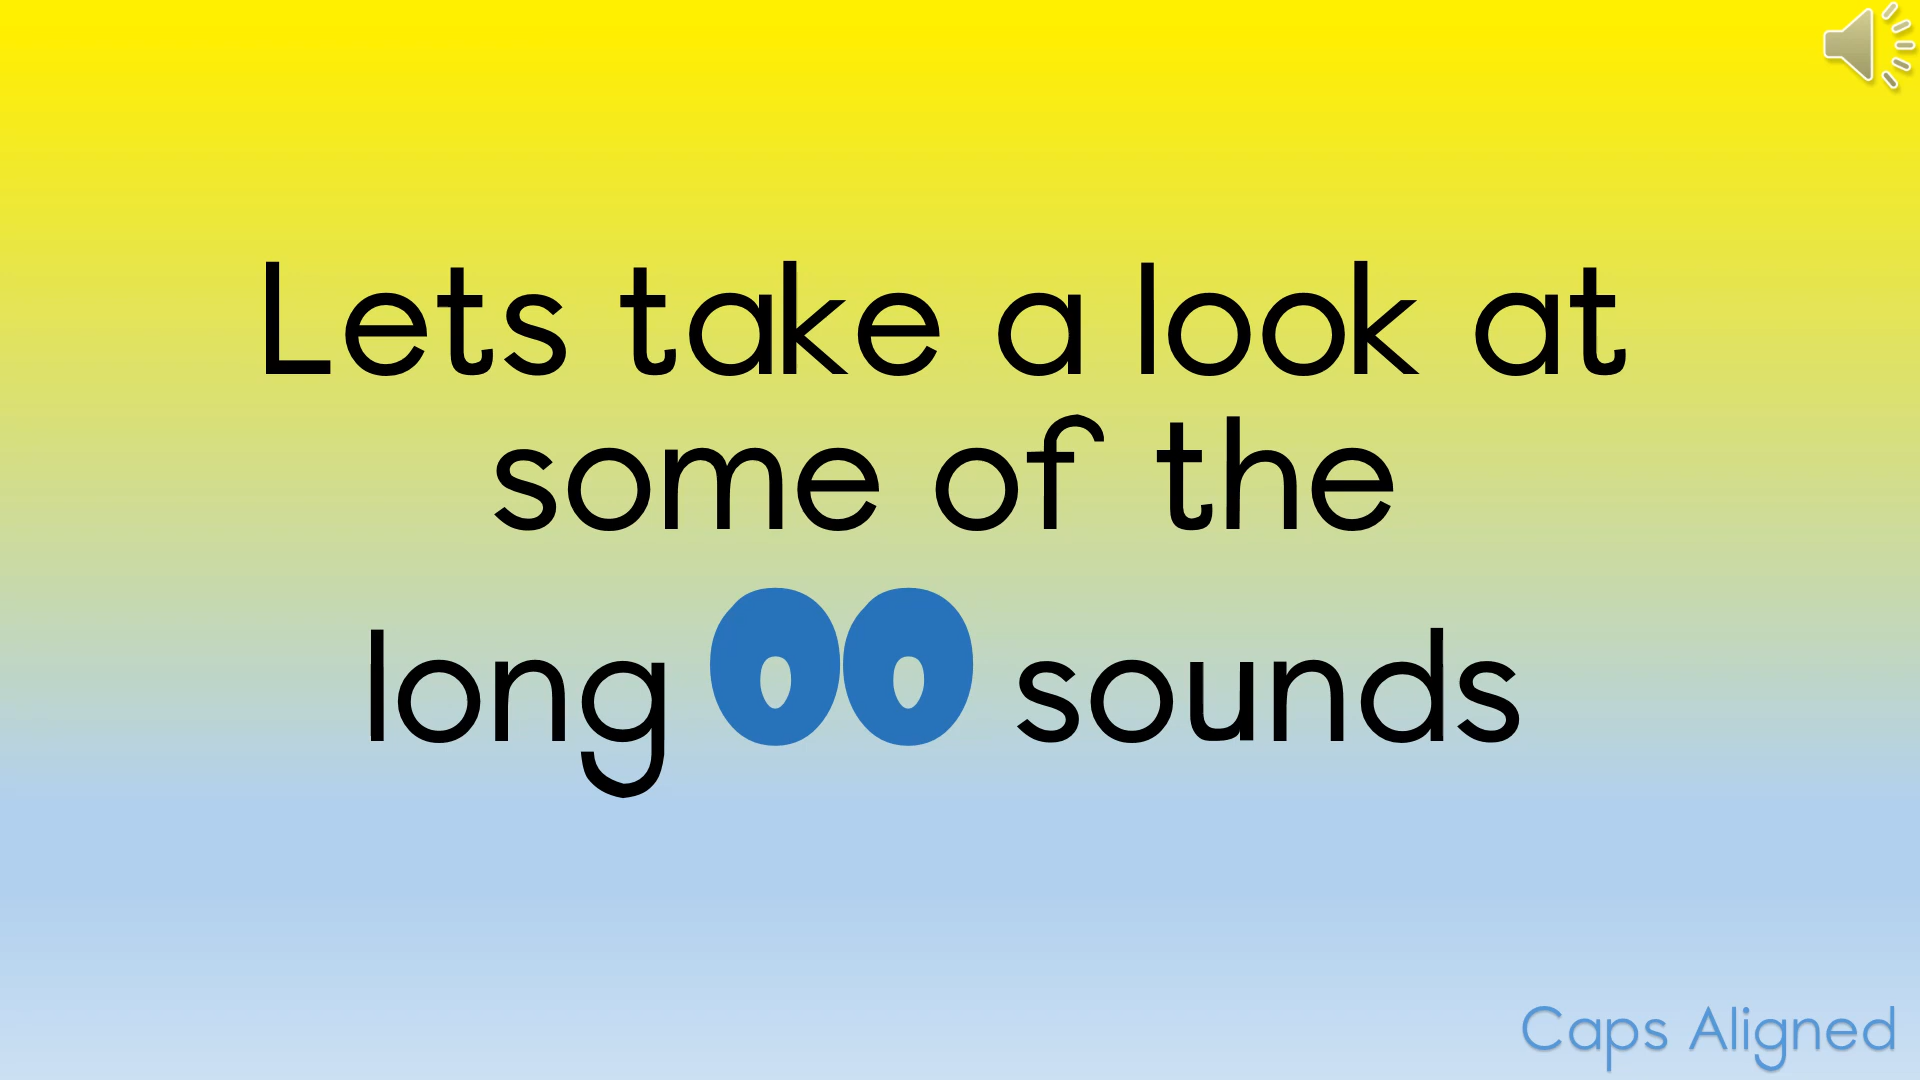 Lets take a look at
some of the
long oo sounds
Caps Aligned